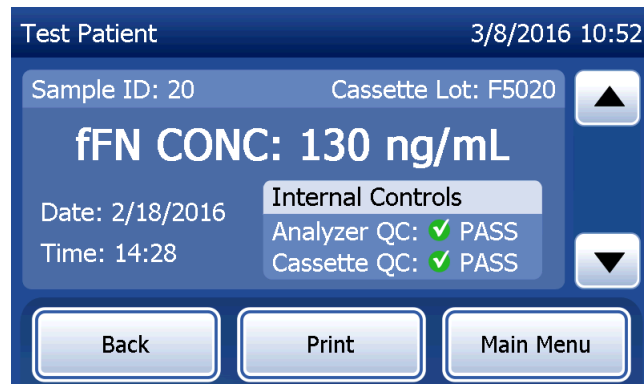 Test Patient 3/8/2016 10:52
Sample ID: 20 Cassette Lot: F5020
fFN CONC: 130 ng/mL
Date: 2/18/2016
Time: 14:28
Internal Controls
Analyzer QC: PASS
Cassette QC: PASS
Back Print Main Menu